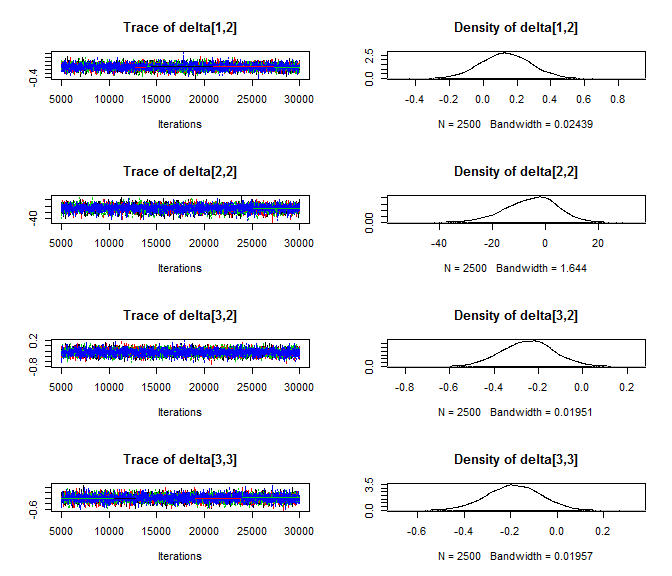 Trace of delta[1,2]
-0.4
5000 10000 15000 20000 25000 30000
Iterations
Density of delta[1,2]
0.0 2.5
-0.4 -0.2 0.0 0.2 0.4 0.6 0.8
N = 2500 Bandwidth = 0.02439
Trace of delta[2,2]
-40
5000 10000 15000 20000 25000 30000
Iterations
Density of delta[2,2]
0.00
-40 -20 0 20
N = 2500 Bandwidth = 1.644
Trace of delta[3,2]
-0.8 0.2
5000 10000 15000 20000 25000 30000
Iterations
Density of delta[3,2]
0.0
-0.8 -0.6 -0.4 -0.2 0.0 0.2
N = 2500 Bandwidth = 0.01951
Trace of delta[3,3]
-0.6
5000 10000 15000 20000 25000 30000
Iterations
Density of delta[3,3]
0.0 3.5
-0.6 -0.4 -0.2 0.0 0.2
N = 2500 Bandwidth = 0.01957